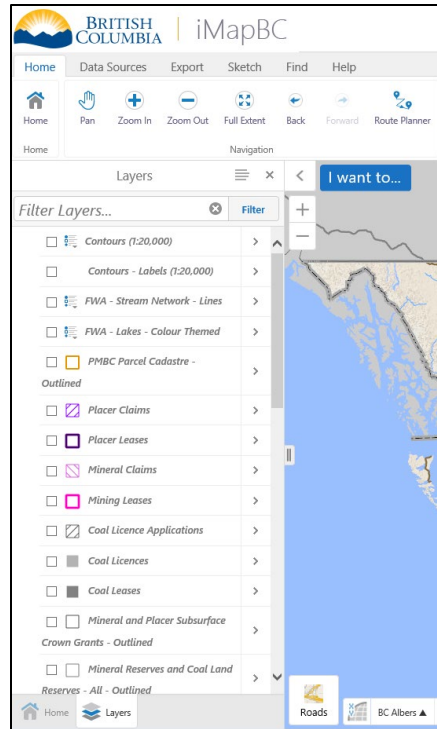 BRITISH
COLUMBIA
iMapBC
Home Data Sources Export Sketch Find Help
Home Pan Zoom In Zoom Out Full Extent Back Forward Route Planner
Home Navigation
Layers
I want to...
Filter Layers... Filter
Contours (1:20,000)
Contours - Labels (1:20,000)
FWA - Stream Network - Lines
FWA - Lakes - Colour Themed
PMBC Parcel Cadastre -
Outlined
Placer Claims
Placer Leases
Mineral Claims
Mining Leases
Coal Licence Applications
Coal Licences
Coal Leases
Mineral and Placer Subsurface
Crown Grants - Outlined
Mineral Reserves and Coal Land
Reserves - All - Outlined
Home Layers Roads BC Albers